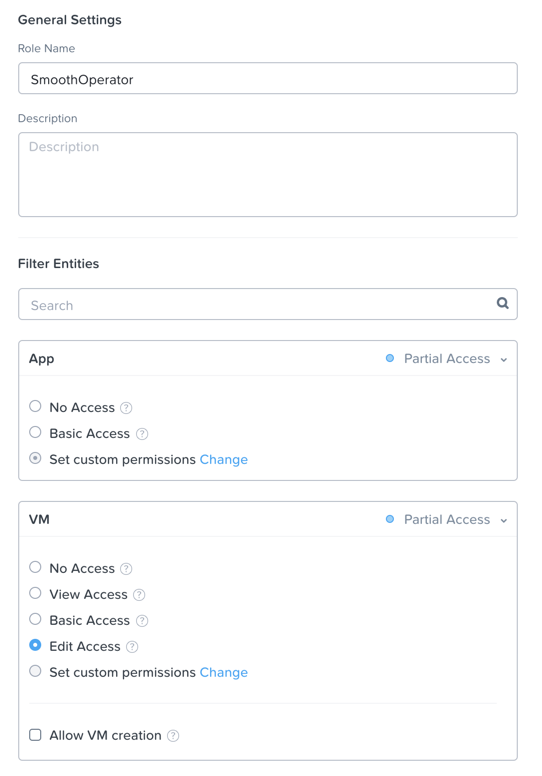 General Settings
Role Name
SmoothOperator
Description
Description
Filter Entities
Search
App Partial Access
No Access ?
Basic Access ?
Set custom permissions Change
VM Partial Access
No Access ?
View Access ?
Basic Access ?
Edit Access ?
Set custom permissions Change
Allow VM creation ?